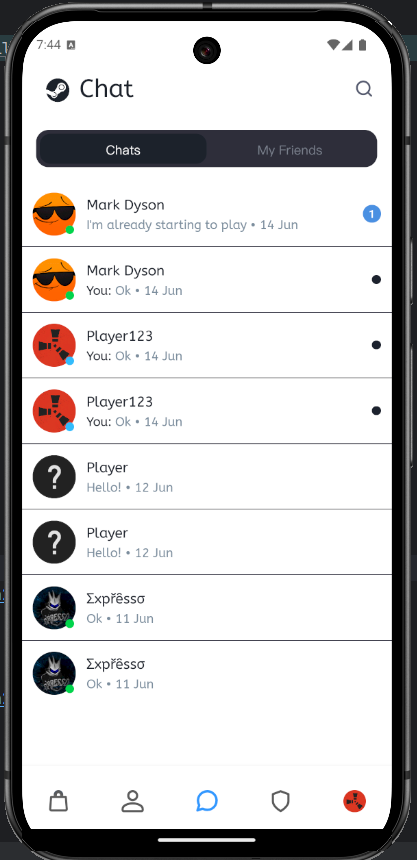 7:44 A
Chat
Chats My Friends
Mark Dyson
I'm already starting to play • 14 Jun 1
Mark Dyson
You: Ok • 14 Jun
Player123
You: Ok • 14 Jun
Player123
You: Ok • 14 Jun
?
Player
Hello! • 12 Jun
?
Player
Hello! • 12 Jun
Σxpřêssσ
Ok • 11 Jun
Σxpřêssσ
Ok • 11 Jun